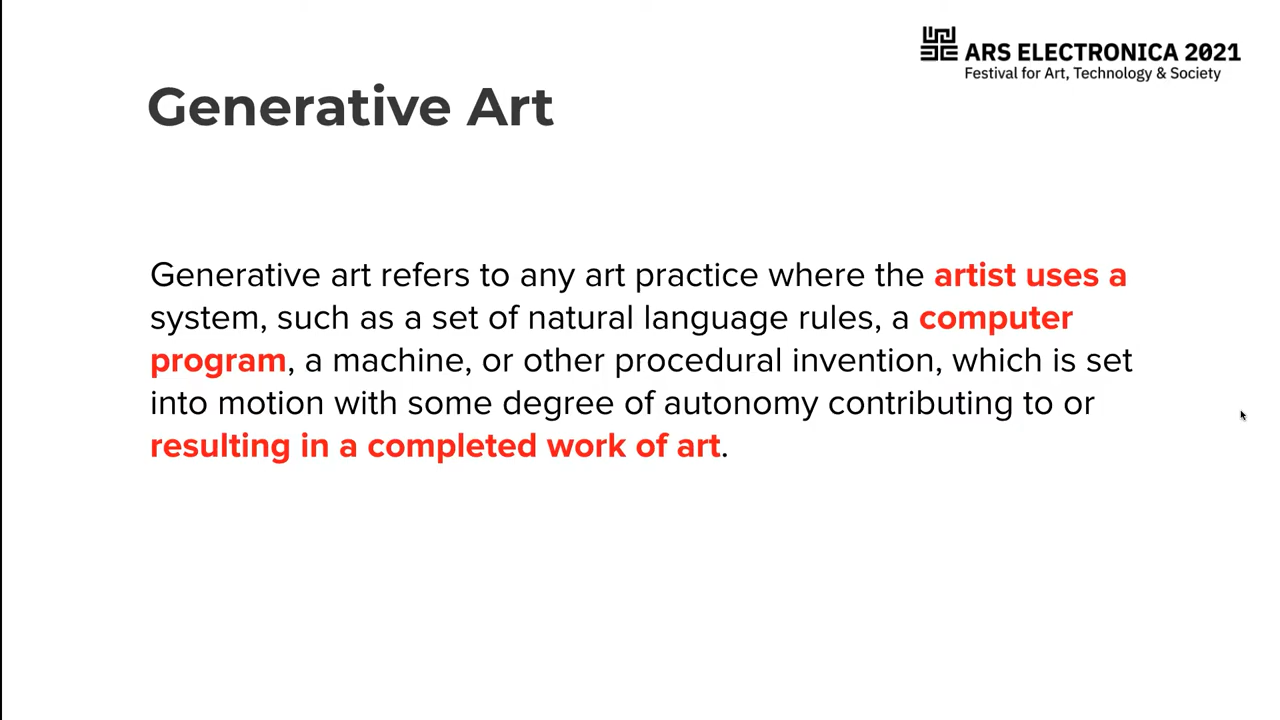 ARS ELECTRONICA 2021
Festival for Art, Technology & Society
Generative Art
Generative art refers to any art practice where the artist uses a
system, such as a set of natural language rules, a computer
program, a machine, or other procedural invention, which is set
into motion with some degree of autonomy contributing to or
resulting in a completed work of art.